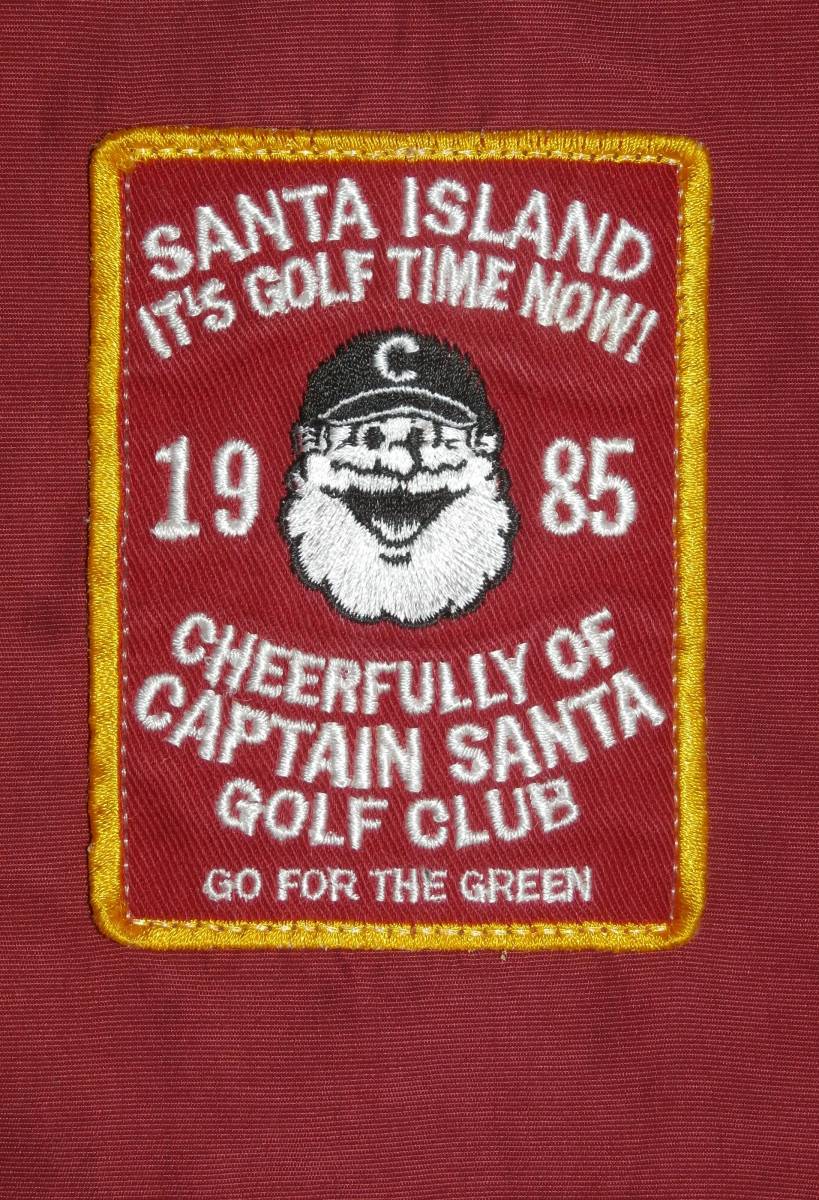 SANTA ISLAND
IT'S GOLF TIME NOW!
C
19 85
CHEERFULLY OF
CAPTAIN SANTA
GOLF CLUB
GO FOR THE GREEN